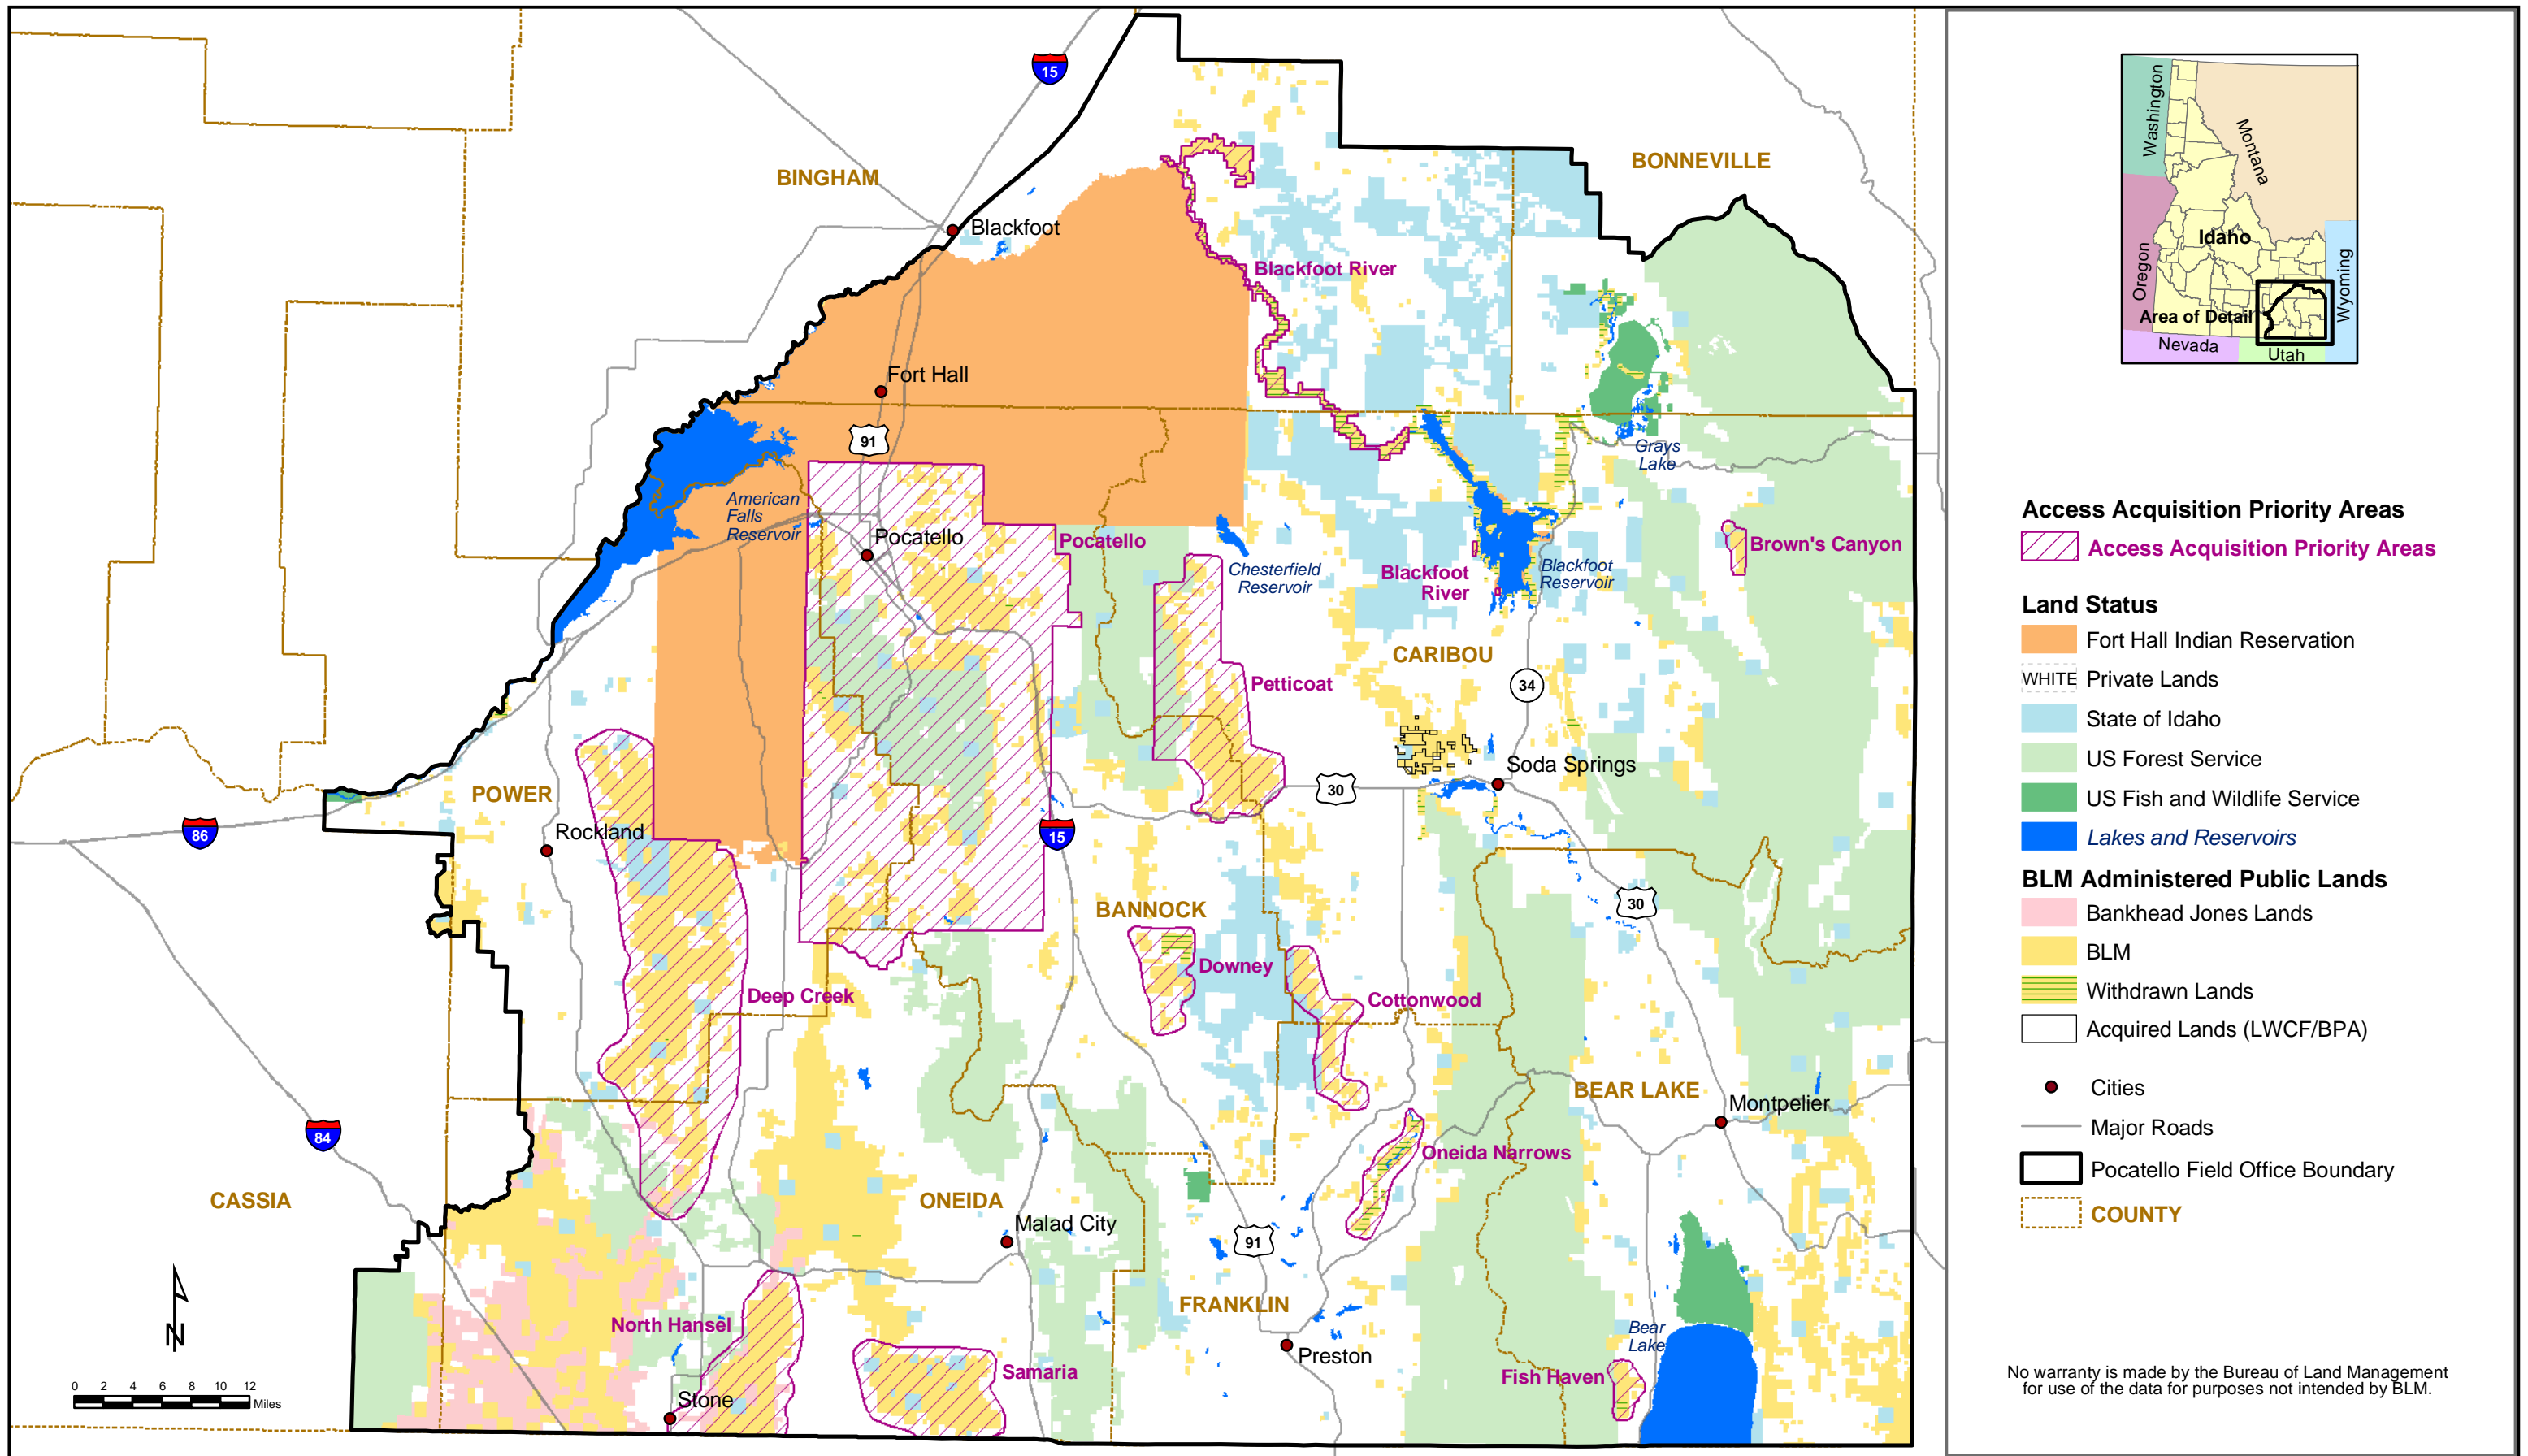 15
BINGHAM
BONNEVILLE
Blackfoot
Blackfoot River
Fort Hall
91
Grays
Lake
American
Falls
Reservoir
Pocatello
Pocatello
Chesterfield
Reservoir
Blackfoot
River
Blackfoot
Reservoir
Brown's Canyon
CARIBOU
Petticoat
34
Soda Springs
30
POWER
Rockland
86
15
30
BANNOCK
Downey
Deep Creek
Cottonwood
BEAR LAKE
Montpelier
84
Oneida Narrows
CASSIA
ONEIDA
Malad City
91
FRANKLIN
North Hansel
Bear
Lake
Preston
Samaria
Fish Haven
Stone
N
0 2 4 6 8 10 12
Miles
Washington
Montana
Idaho
Oregon
Wyoming
Area of Detail
Nevada
Utah
Access Acquisition Priority Areas
Access Acquisition Priority Areas
Land Status
Fort Hall Indian Reservation
WHITE Private Lands
State of Idaho
US Forest Service
US Fish and Wildlife Service
Lakes and Reservoirs
BLM Administered Public Lands
Bankhead Jones Lands
BLM
Withdrawn Lands
Acquired Lands (LWCF/BPA)
Cities
Major Roads
Pocatello Field Office Boundary
COUNTY
No warranty is made by the Bureau of Land Management
for use of the data for purposes not intended by BLM.